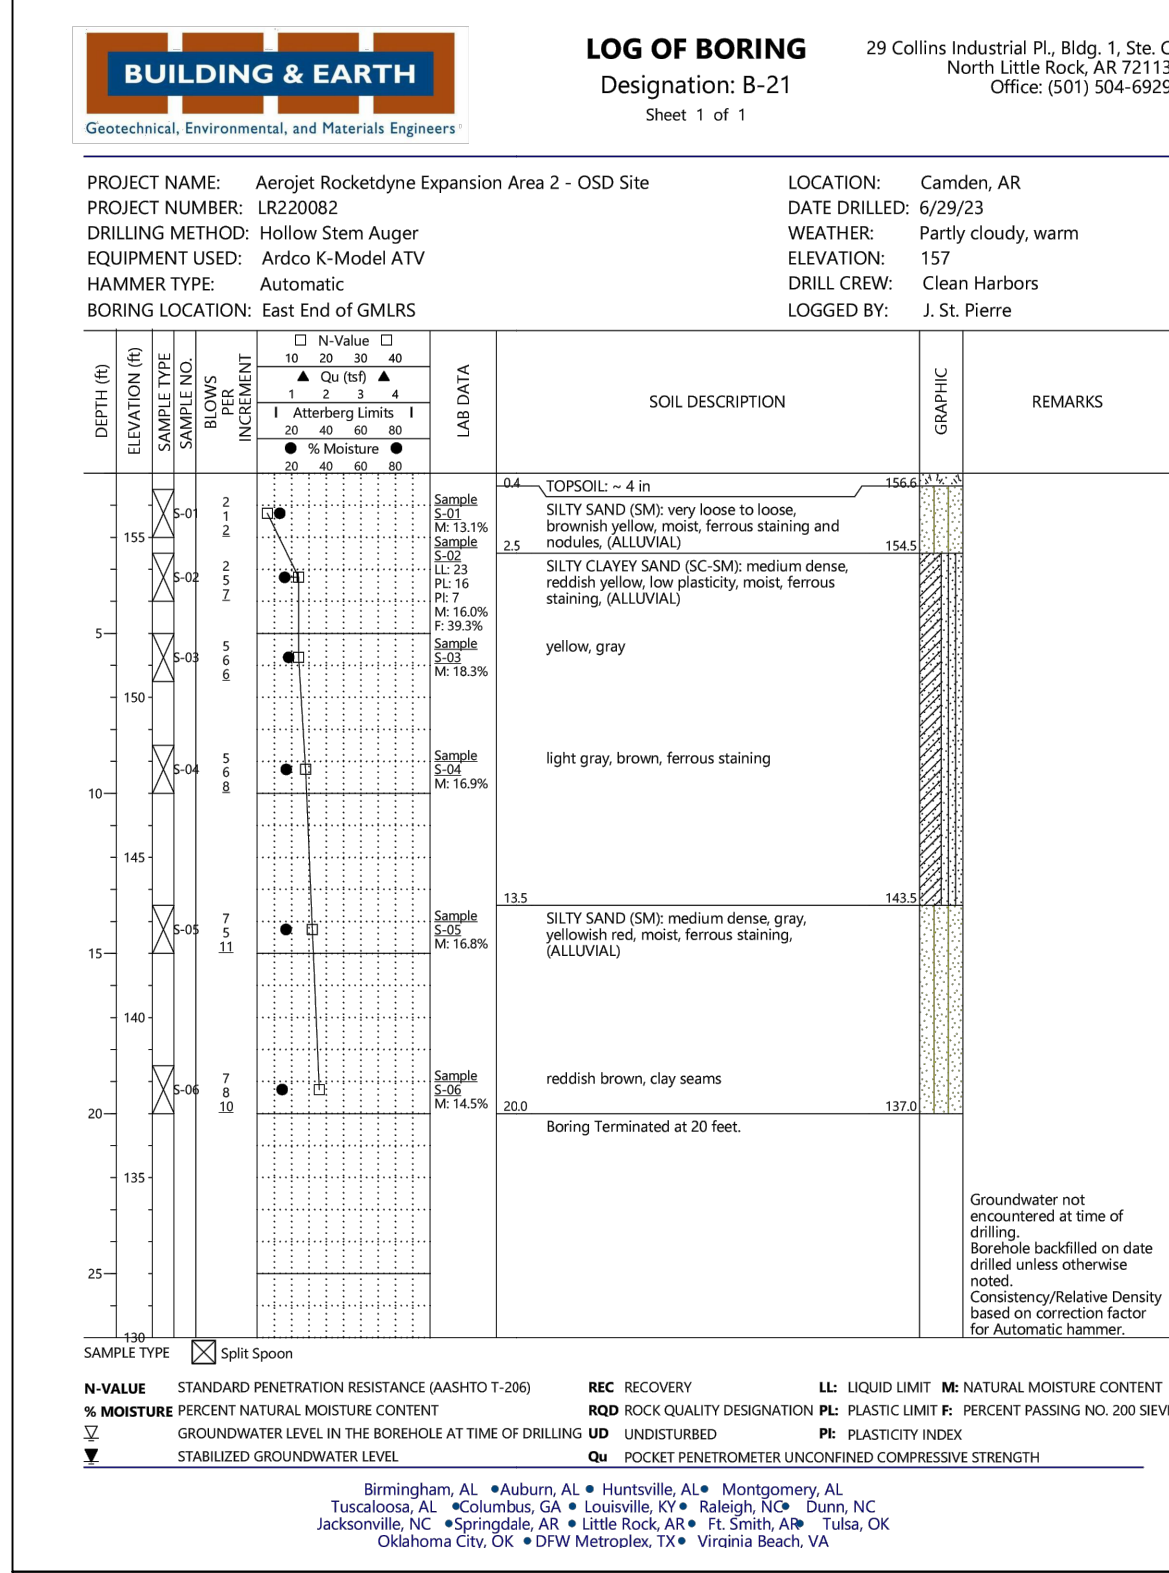 BUILDING & EARTH
Geotechnical, Environmental, and Materials Engineers
LOG OF BORING
Designation: B-21
Sheet 1 of 1
29 Collins Industrial Pl., Bldg. 1, Ste.
North Little Rock, AR 72113
Office: (501) 504-6929
PROJECT NAME: Aerojet Rocketdyne Expansion Area 2 - OSD Site
LOCATION: Camden, AR
PROJECT NUMBER: LR220082
DATE DRILLED: 6/29/23
DRILLING METHOD: Hollow Stem Auger
WEATHER: Partly cloudy, warm
EQUIPMENT USED: Ardco K-Model ATV
ELEVATION: 157
HAMMER TYPE: Automatic
DRILL CREW: Clean Harbors
BORING LOCATION: East End of GMLRS
LOGGED BY: J. St. Pierre
DEPTH (ft)
ELEVATION (ft)
SAMPLE TYPE
SAMPLE NO.
BLOWS
PER
INCREMENT
N-Value
10 20 30 40
Qu (tsf)
1 2 3 4
Atterberg Limits
20 40 60 80
% Moisture
20 40 60 80
LAB DATA
SOIL DESCRIPTION
GRAPHIC
REMARKS
0.4
TOPSOIL: ~ 4 in
156.6
S-01
2
1
2
Sample
S-01
M: 13.1%
SILTY SAND (SM): very loose to loose,
brownish yellow, moist, ferrous staining and
nodules, (ALLUVIAL)
155
2.5
154.5
S-02
2
5
7
Sample
S-02
LL: 23
PL: 16
PI: 7
M: 16.0%
F: 39.3%
SILTY CLAYEY SAND (SC-SM): medium dense,
reddish yellow, low plasticity, moist, ferrous
staining, (ALLUVIAL)
5
S-03
5
6
6
Sample
S-03
M: 18.3%
yellow, gray
150
S-04
5
6
8
Sample
S-04
M: 16.9%
light gray, brown, ferrous staining
10
145
13.5
143.5
S-05
7
5
11
Sample
S-05
M: 16.8%
SILTY SAND (SM): medium dense, gray,
yellowish red, moist, ferrous staining,
(ALLUVIAL)
15
140
S-06
7
8
10
Sample
S-06
M: 14.5%
reddish brown, clay seams
20
20.0
137.0
Boring Terminated at 20 feet.
135
25
130
Groundwater not
encountered at time of
drilling.
Borehole backfilled on date
drilled unless otherwise
noted.
Consistency/Relative Density
based on correction factor
for Automatic hammer.
SAMPLE TYPE Split Spoon
N-VALUE STANDARD PENETRATION RESISTANCE (AASHTO T-206)
REC RECOVERY
LL: LIQUID LIMIT M: NATURAL MOISTURE CONTENT
% MOISTURE PERCENT NATURAL MOISTURE CONTENT
RQD ROCK QUALITY DESIGNATION
PL: PLASTIC LIMIT F: PERCENT PASSING NO. 200
GROUNDWATER LEVEL IN THE BOREHOLE AT TIME OF DRILLING
UD UNDISTURBED
PI: PLASTICITY INDEX
STABILIZED GROUNDWATER LEVEL
Qu POCKET PENETROMETER UNCONFINED COMPRESSIVE STRENGTH
Birmingham, AL • Auburn, AL • Huntsville, AL • Montgomery, AL
Tuscaloosa, AL • Columbus, GA • Louisville, KY • Raleigh, NC • Dunn, NC
Jacksonville, NC • Springdale, AR • Little Rock, AR • Ft. Smith, AR • Tulsa, OK
Oklahoma City, OK • DFW Metroplex, TX • Virginia Beach, VA